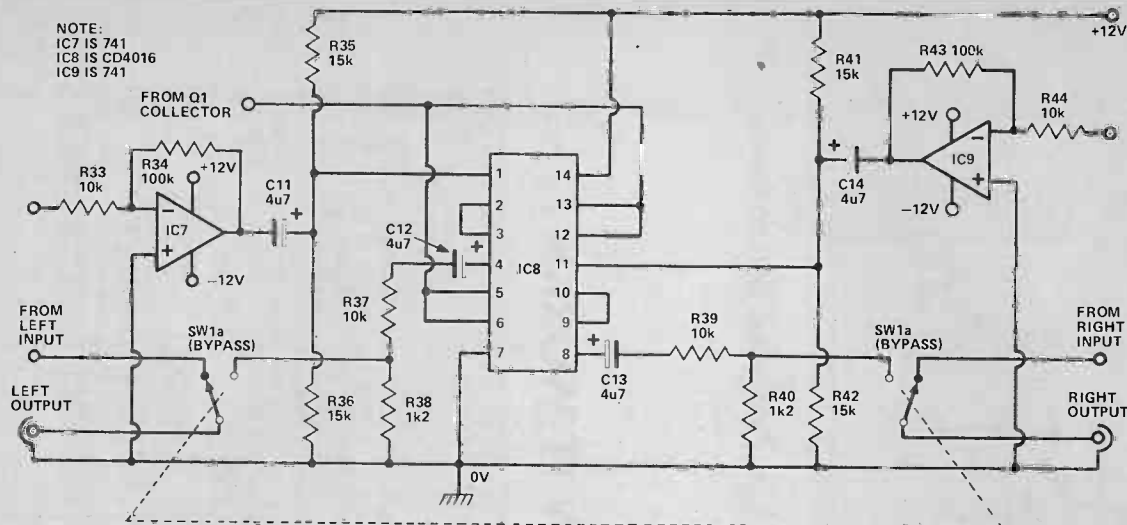 NOTE:
IC7 IS 741
IC8 IS CD4016
IC9 IS 741
+12V
R35
15k
R41
15k
R43 100k
R44
10k
FROM Q1
COLLECTOR
R33
10k
R34
100k
+12V
−
IC7
+
−12V
C11
4u7
+
C12
4u7
+
1
2
3
4
5
6
7
IC8
14
13
12
11
10
9
8
+
C13
4u7
+
C14
4u7
+12V
−
IC9
+
−12V
R37
10k
R39
10k
FROM
LEFT
INPUT
SW1a
(BYPASS)
LEFT
OUTPUT
R36
15k
R38
1k2
R40
1k2
R42
15k
SW1a
(BYPASS)
FROM
RIGHT
INPUT
RIGHT
OUTPUT
0V